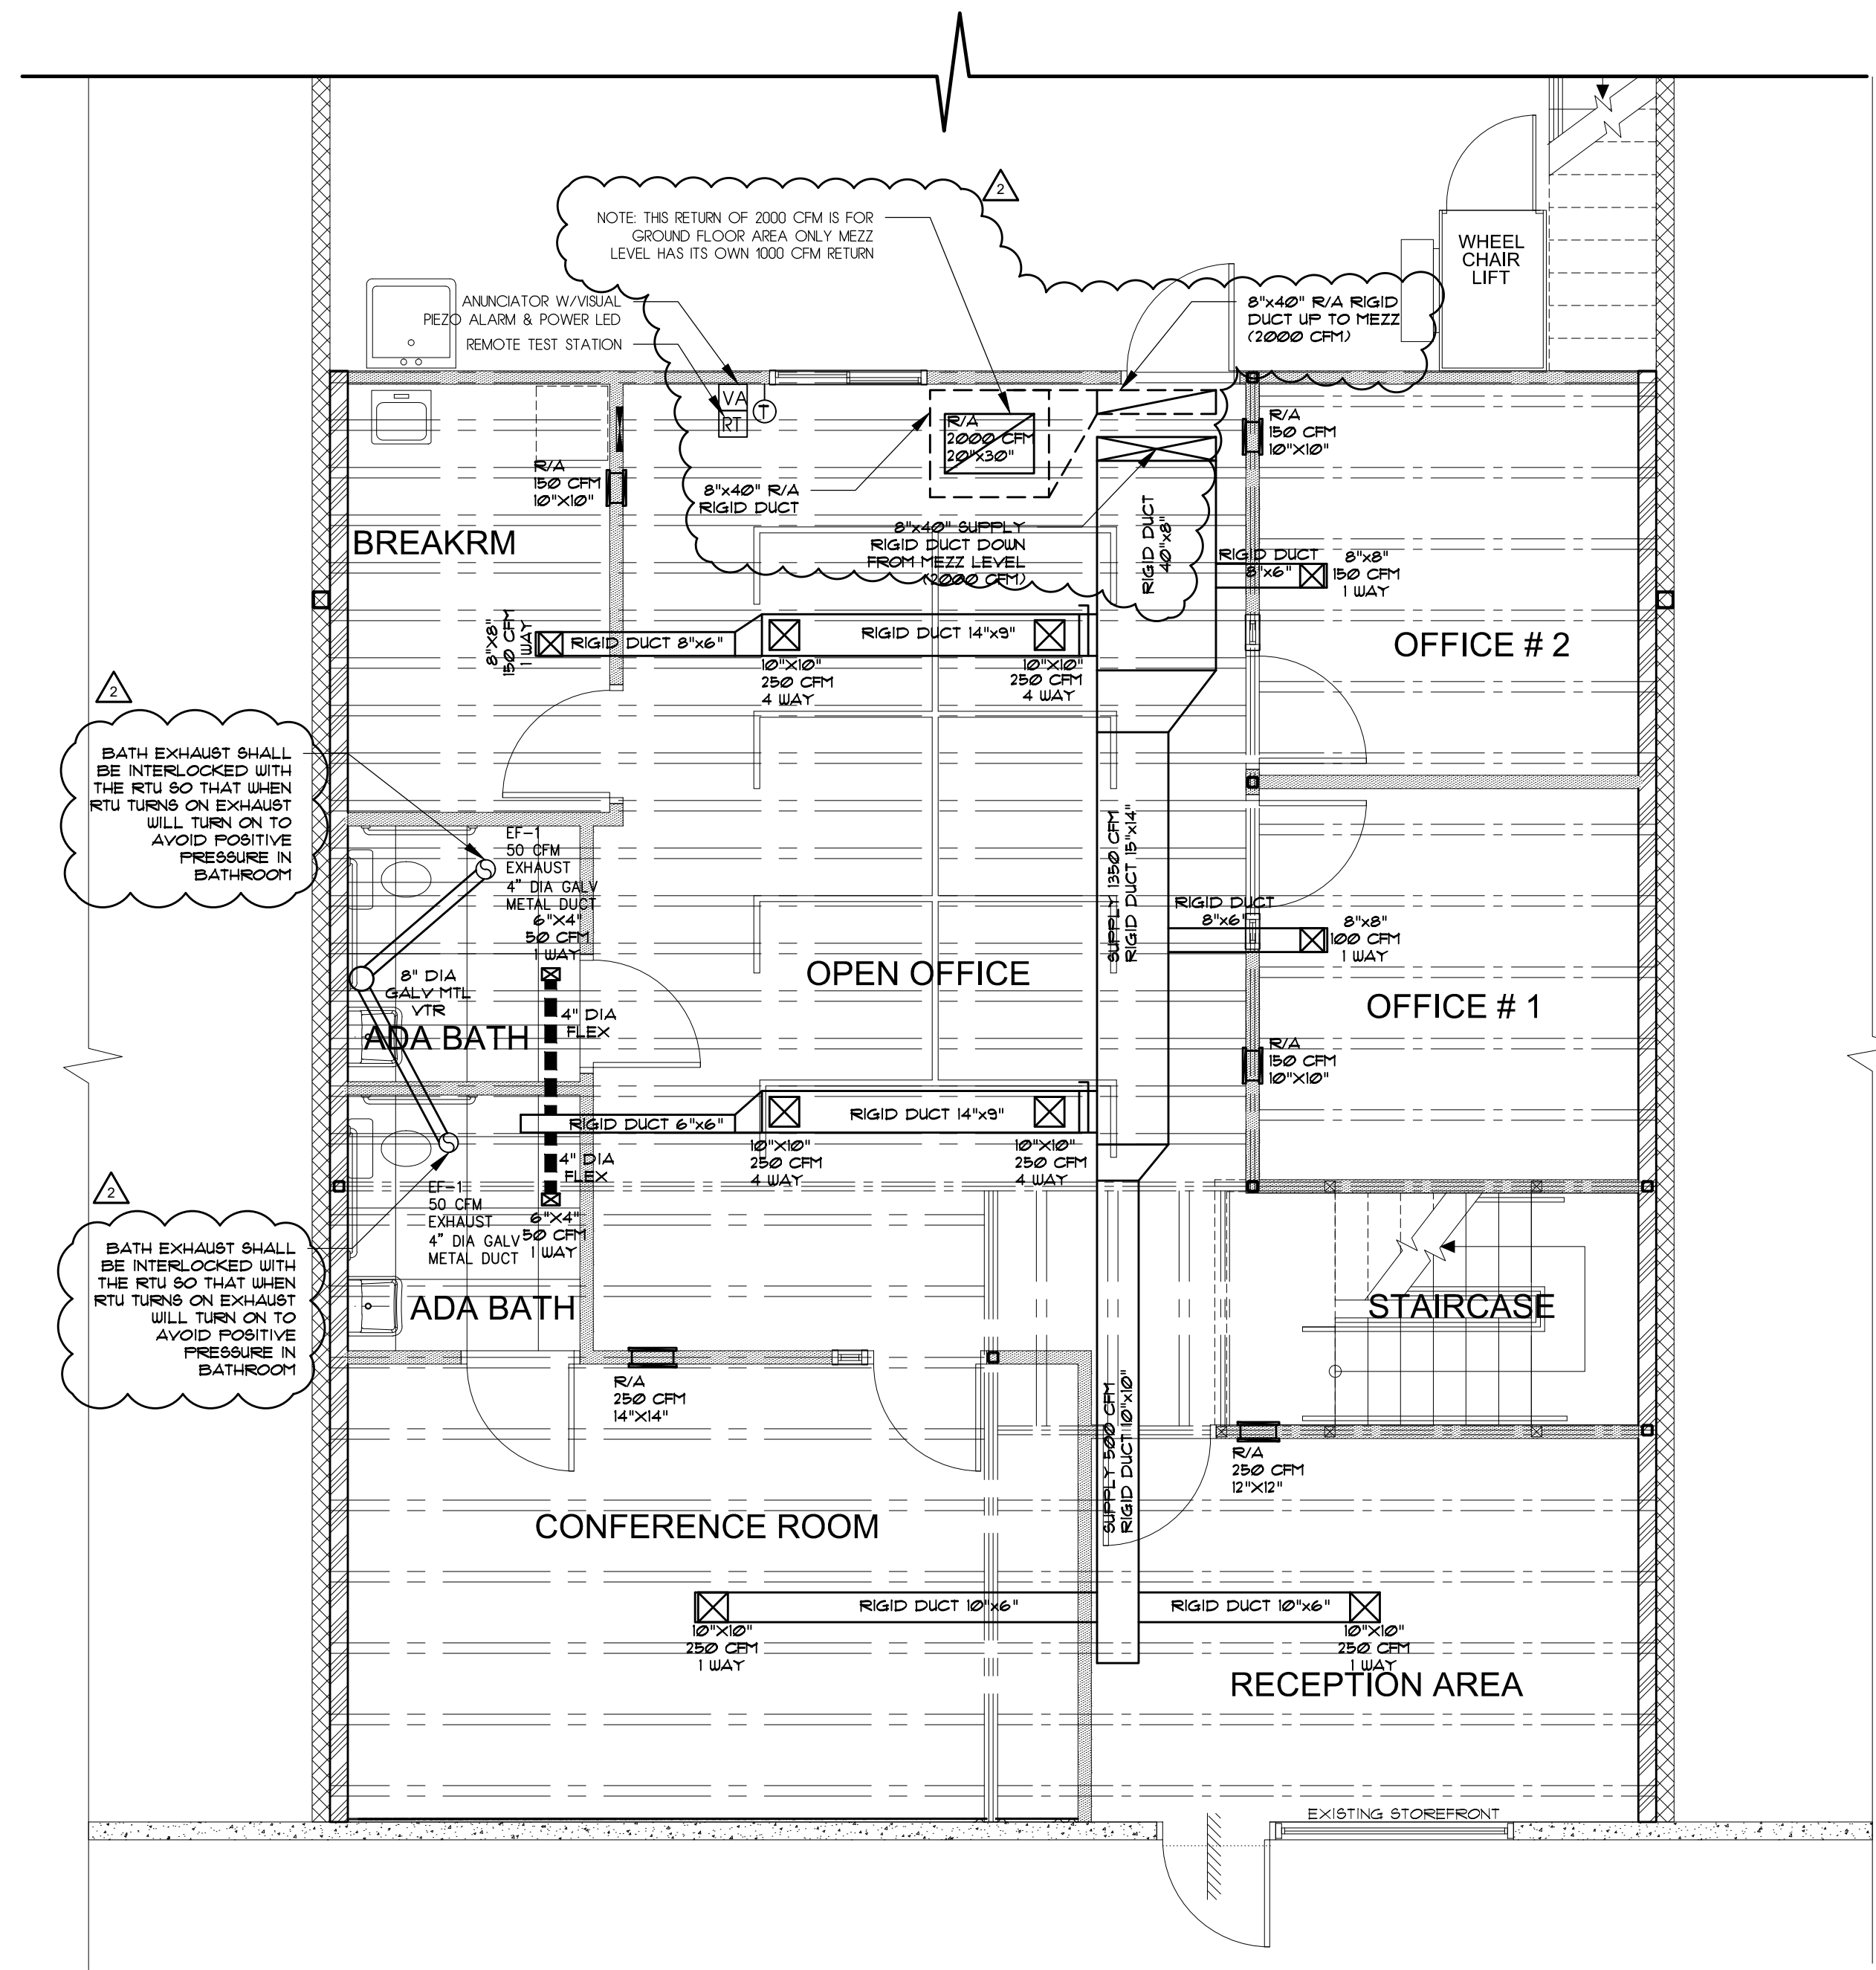 2
NOTE: THIS RETURN OF 2000 CFM IS FOR
GROUND FLOOR AREA ONLY MEZZ
LEVEL HAS ITS OWN 1000 CFM RETURN
WHEEL
CHAIR
LIFT
ANUNCIATOR W/VISUAL
PIEZO ALARM & POWER LED
REMOTE TEST STATION
8"x40" R/A RIGID
DUCT UP TO MEZZ
(2000 CFM)
VA
RT
T
R/A
2000 CFM
20"x30"
R/A
150 CFM
10"X10"
R/A
150 CFM
10"X10"
8"x40" R/A
RIGID DUCT
8"x40" SUPPLY
RIGID DUCT DOWN
FROM MEZZ LEVEL
(2000 CFM)
RIGID DUCT
40"x8"
BREAKRM
RIGID DUCT
8"x6"
8"x8"
150 CFM
1 WAY
OFFICE # 2
8"X8"
150 CFM
1 WAY
RIGID DUCT 8"x6"
RIGID DUCT 14"x9"
10"X10"
250 CFM
4 WAY
10"X10"
250 CFM
4 WAY
2
BATH EXHAUST SHALL
BE INTERLOCKED WITH
THE RTU SO THAT WHEN
RTU TURNS ON EXHAUST
WILL TURN ON TO
AVOID POSITIVE
PRESSURE IN
BATHROOM
EF-1
50 CFM
EXHAUST
4" DIA GALV
METAL DUCT
6"X4"
50 CFM
1 WAY
SUPPLY 1350 CFM
RIGID DUCT 15"x14"
RIGID DUCT
8"x6"
8"x8"
100 CFM
1 WAY
OPEN OFFICE
OFFICE # 1
8" DIA
GALV MTL
VTR
ADA BATH
4" DIA
FLEX
R/A
150 CFM
10"X10"
RIGID DUCT 6"x6"
RIGID DUCT 14"x9"
10"X10"
250 CFM
4 WAY
10"X10"
250 CFM
4 WAY
4" DIA
FLEX
2
BATH EXHAUST SHALL
BE INTERLOCKED WITH
THE RTU SO THAT WHEN
RTU TURNS ON EXHAUST
WILL TURN ON TO
AVOID POSITIVE
PRESSURE IN
BATHROOM
EF-1
50 CFM
EXHAUST
4" DIA GALV
METAL DUCT
6"X4"
50 CFM
1 WAY
ADA BATH
STAIRCASE
R/A
250 CFM
14"X14"
SUPPLY 500 CFM
RIGID DUCT 10"x10"
R/A
250 CFM
12"X12"
CONFERENCE ROOM
RIGID DUCT 10"x6"
RIGID DUCT 10"x6"
10"X10"
250 CFM
1 WAY
10"X10"
250 CFM
1 WAY
RECEPTION AREA
EXISTING STOREFRONT